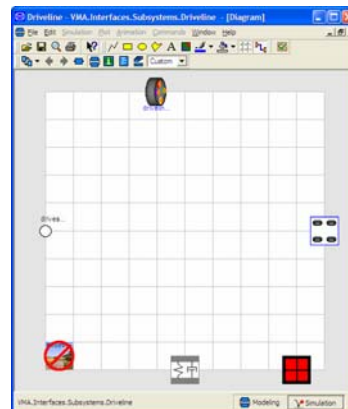 Driveline - VMA.Interfaces.Subsystems.Driveline - [Diagram]
File Edit Simulation Plot Animation Commands Window Help
Custom
drives...
VMA.Interfaces.Subsystems.Driveline Modeling Simulation